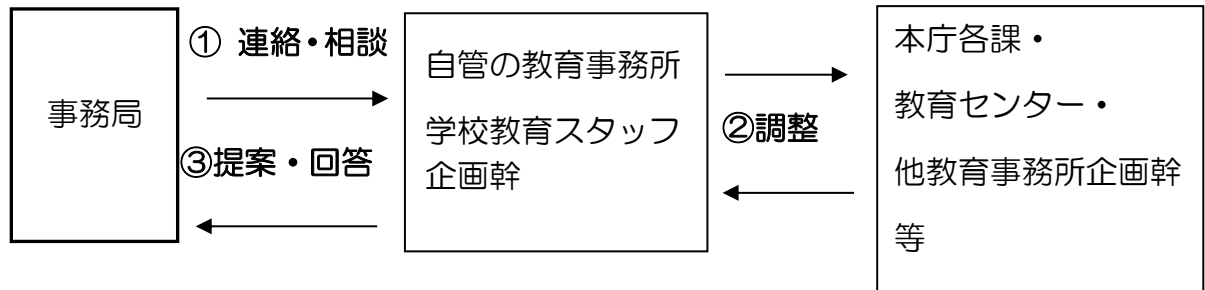 事務局
① 連絡・相談
③提案・回答
自管の教育事務所
学校教育スタッフ
企画幹
②調整
本庁各課・
教育センター・
他教育事務所企画幹
等